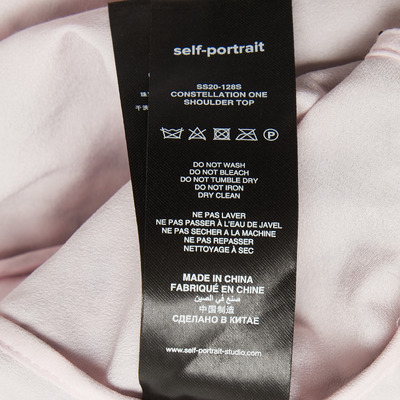 self-portrait
SS20-128S
CONSTELLATION ONE
SHOULDER TOP
DO NOT WASH
DO NOT BLEACH
DO NOT TUMBLE DRY
DO NOT IRON
DRY CLEAN
NE PAS LAVER
NE PAS PASSER À L'EAU DE JAVEL
NE PAS SECHER A LA MACHINE
NE PAS REPASSER
NETTOYAGE À SEC
MADE IN CHINA
FABRIQUÉ EN CHINE
صنع في الصين
中国制造
СДЕЛАНО В КИТАЕ
www.self-portrait-studio.com